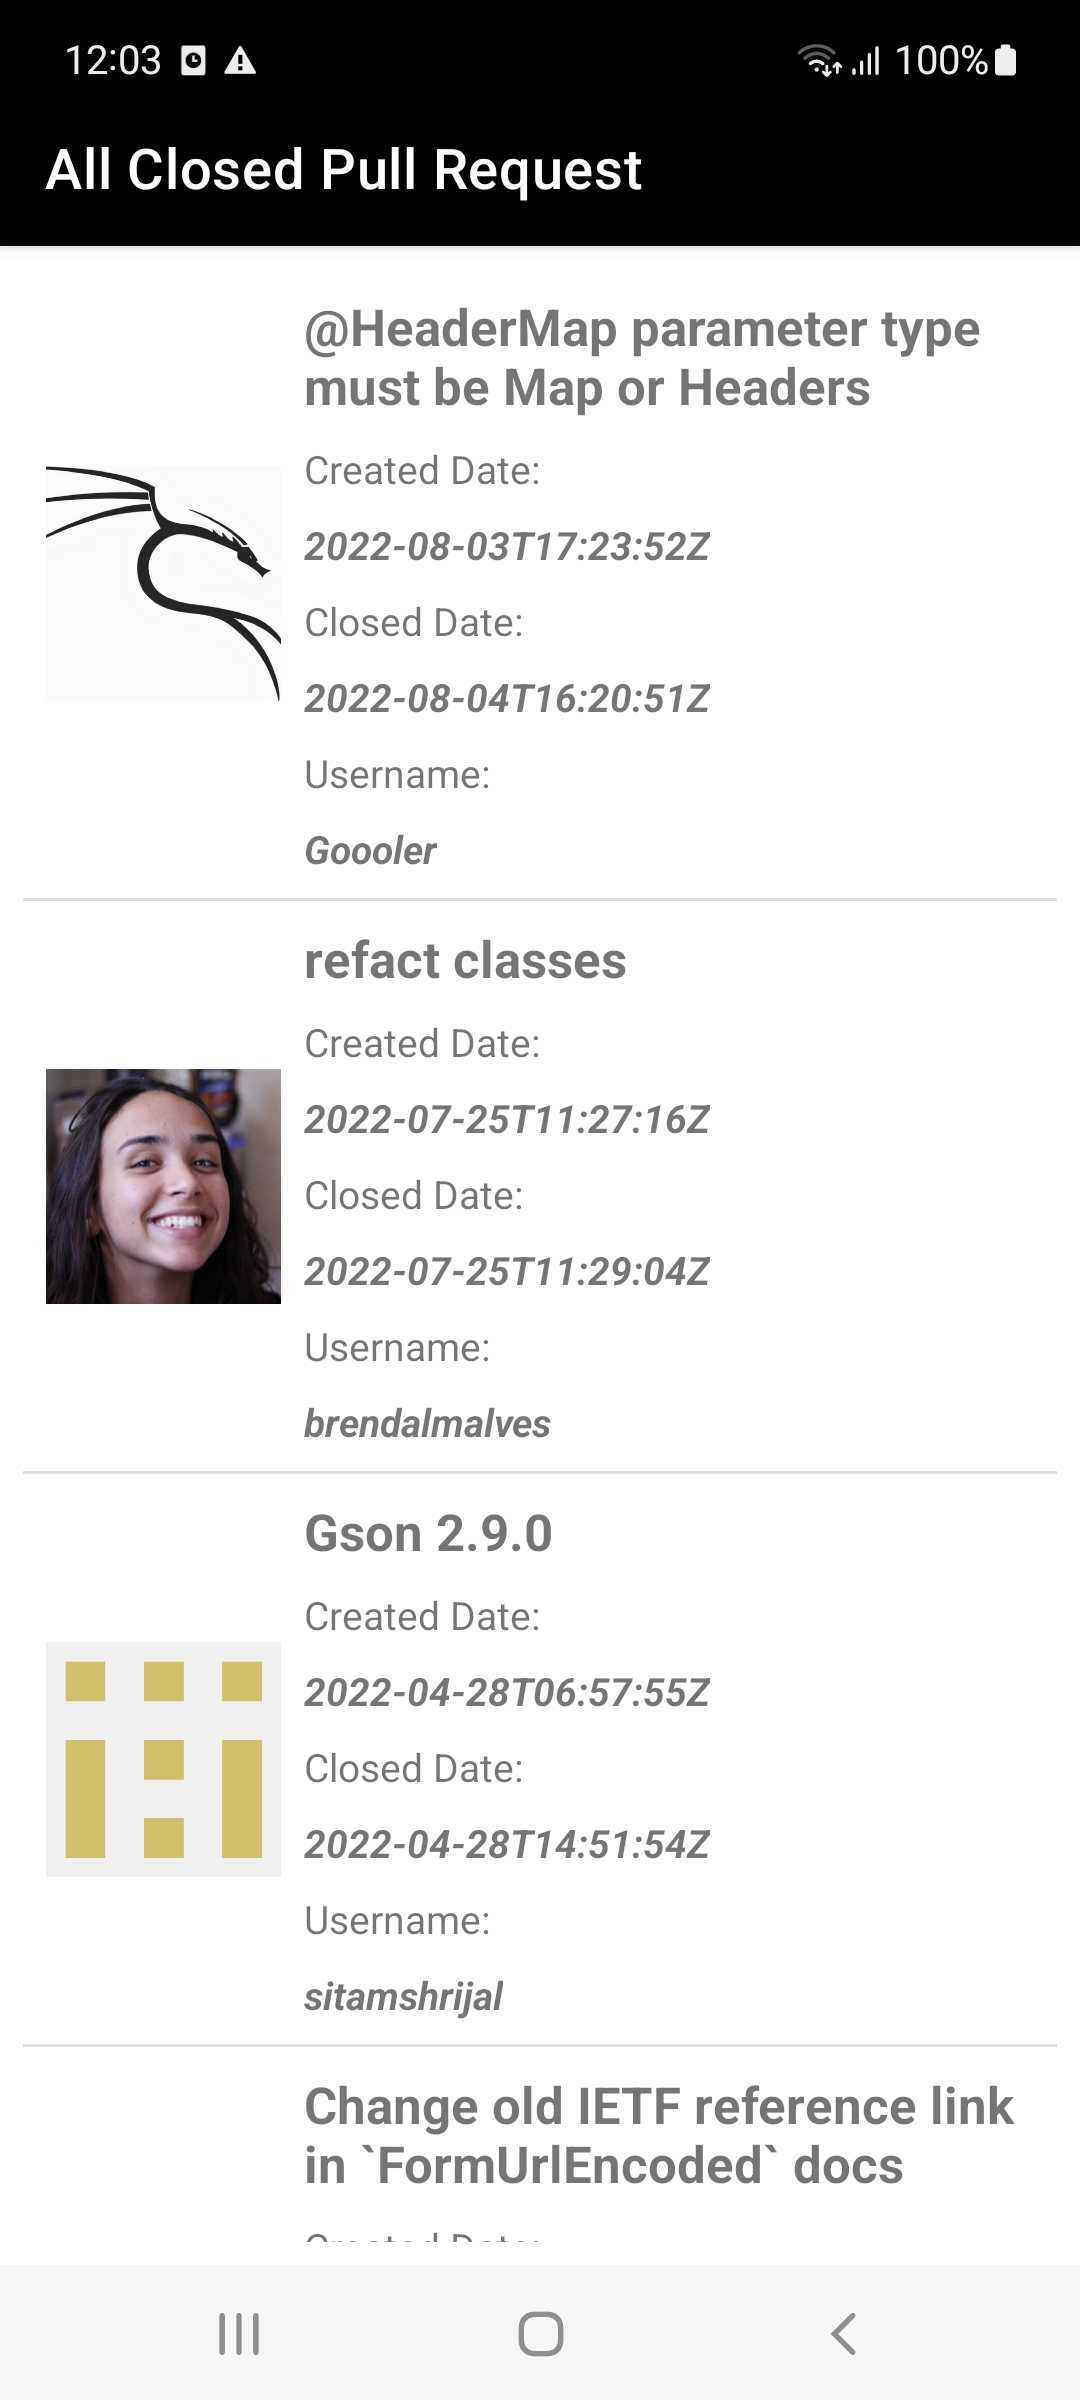 12:03
100%
All Closed Pull Request
@HeaderMap parameter type
must be Map or Headers
Created Date:
2022-08-03T17:23:52Z
Closed Date:
2022-08-04T16:20:51Z
Username:
Goooler
refact classes
Created Date:
2022-07-25T11:27:16Z
Closed Date:
2022-07-25T11:29:04Z
Username:
brendalmalves
Gson 2.9.0
Created Date:
2022-04-28T06:57:55Z
Closed Date:
2022-04-28T14:51:54Z
Username:
sitamshrijal
Change old IETF reference link
in `FormUrlEncoded` docs
Created Date: